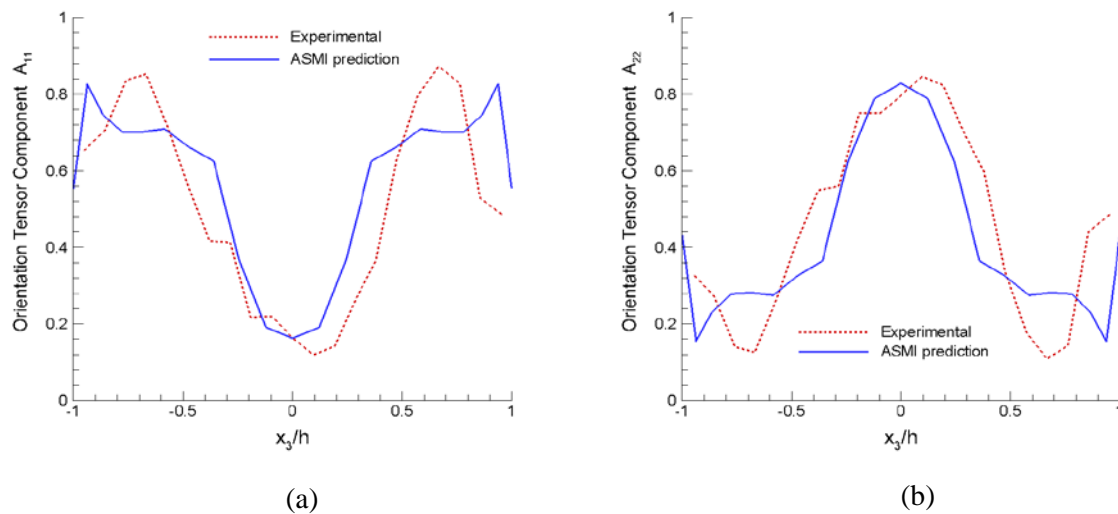 1
0.8
0.6
0.4
0.2
0
-1
-0.5
0
0.5
1
Orientation Tensor Component A11
x3/h
Experimental
ASMI prediction
(a)
1
0.8
0.6
0.4
0.2
0
-1
-0.5
0
0.5
1
Orientation Tensor Component A22
x3/h
Experimental
ASMI prediction
(b)